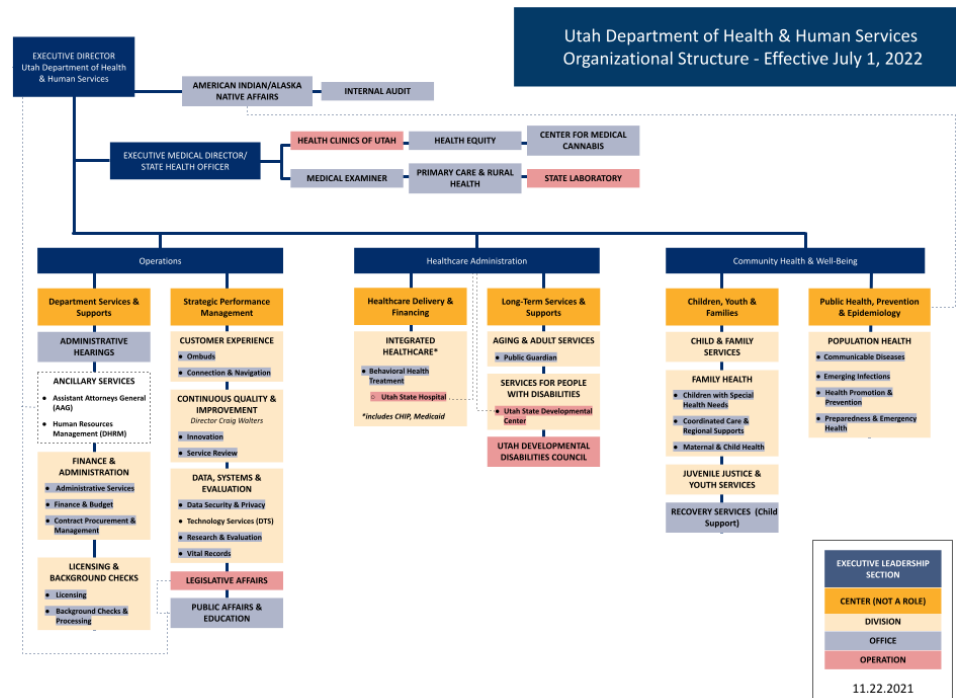 Utah Department of Health & Human Services
Organizational Structure - Effective July 1, 2022
EXECUTIVE DIRECTOR
Utah Department of Health
& Human Services
AMERICAN INDIAN/ALASKA
NATIVE AFFAIRS
INTERNAL AUDIT
EXECUTIVE MEDICAL DIRECTOR/
STATE HEALTH OFFICER
HEALTH CLINICS OF UTAH
HEALTH EQUITY
CENTER FOR MEDICAL
CANNABIS
MEDICAL EXAMINER
PRIMARY CARE & RURAL
HEALTH
STATE LABORATORY
Operations
Department Services &
Supports
ADMINISTRATIVE
HEARINGS
ANCILLARY SERVICES
● Assistant Attorneys General
(AAG)
● Human Resources
Management (DHRM)
FINANCE &
ADMINISTRATION
● Administrative Services
● Finance & Budget
● Contract Procurement &
Management
LICENSING &
BACKGROUND CHECKS
● Licensing
● Background Checks &
Processing
Strategic Performance
Management
CUSTOMER EXPERIENCE
● Ombuds
● Connection & Navigation
CONTINUOUS QUALITY &
IMPROVEMENT
Director Craig Walters
● Innovation
● Service Review
DATA, SYSTEMS &
EVALUATION
● Data Security & Privacy
● Technology Services (DTS)
● Research & Evaluation
● Vital Records
LEGISLATIVE AFFAIRS
PUBLIC AFFAIRS &
EDUCATION
Healthcare Administration
Healthcare Delivery &
Financing
INTEGRATED
HEALTHCARE*
● Behavioral Health
Treatment
○ Utah State Hospital
*includes CHIP, Medicaid
Long-Term Services &
Supports
AGING & ADULT SERVICES
● Public Guardian
SERVICES FOR PEOPLE
WITH DISABILITIES
● Utah State Developmental
Center
UTAH DEVELOPMENTAL
DISABILITIES COUNCIL
Community Health & Well-Being
Children, Youth &
Families
CHILD & FAMILY
SERVICES
FAMILY HEALTH
● Children with Special
Health Needs
● Coordinated Care &
Regional Supports
● Maternal & Child Health
JUVENILE JUSTICE &
YOUTH SERVICES
RECOVERY SERVICES (Child
Support)
Public Health, Prevention
& Epidemiology
POPULATION HEALTH
● Communicable Diseases
● Emerging Infections
● Health Promotion &
Prevention
● Preparedness & Emergency
Health
EXECUTIVE LEADERSHIP
SECTION
CENTER (NOT A ROLE)
DIVISION
OFFICE
OPERATION
11.22.2021